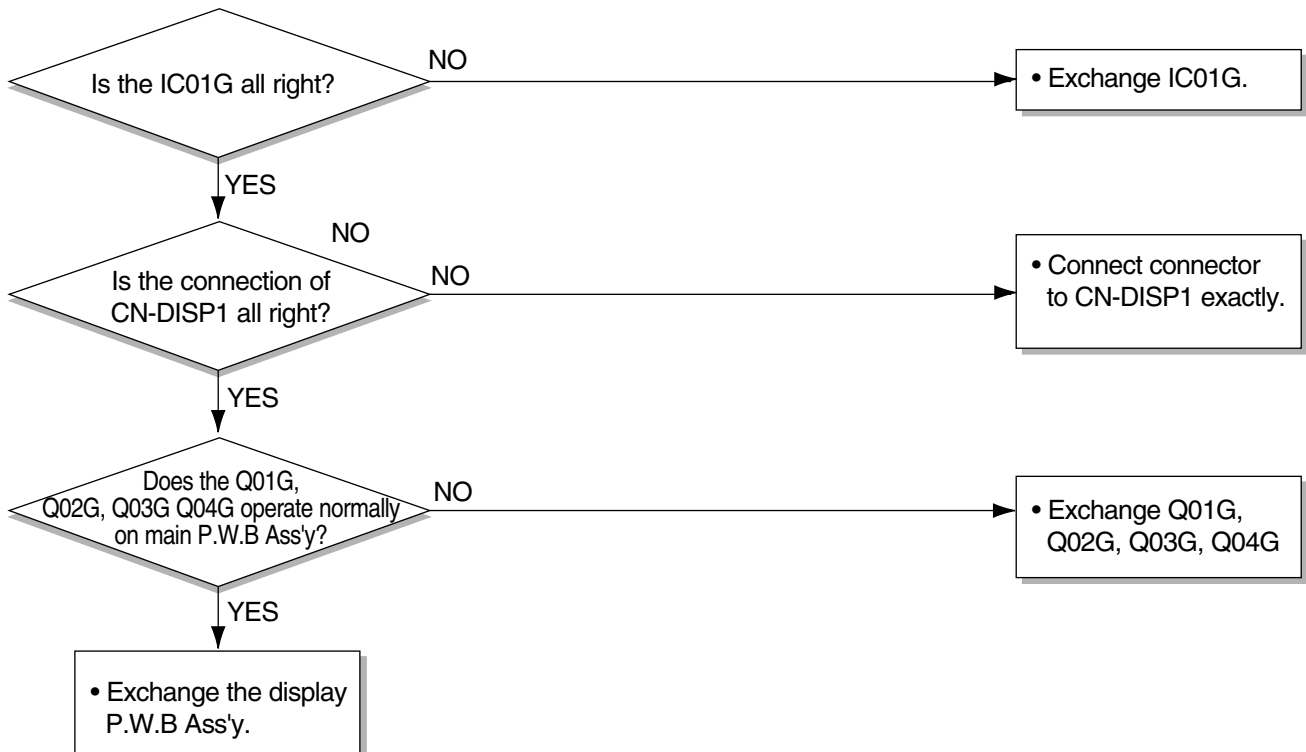 Is the IC01G all right?
NO
• Exchange IC01G.
YES
NO
Is the connection of
CN-DISP1 all right?
NO
• Connect connector
to CN-DISP1 exactly.
YES
Does the Q01G,
Q02G, Q03G Q04G operate normally
on main P.W.B Ass'y?
NO
• Exchange Q01G,
Q02G, Q03G, Q04G
YES
• Exchange the display
P.W.B Ass'y.